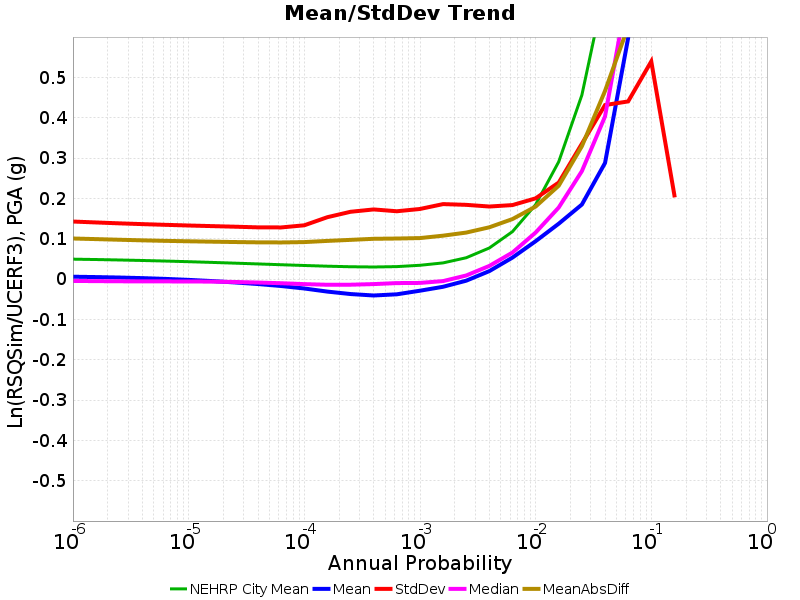 Mean/StdDev Trend
Ln(RSQSim/UCERF3), PGA (g)
0.5
0.4
0.3
0.2
0.1
0
-0.1
-0.2
-0.3
-0.4
-0.5
10^-6 10^-5 10^-4 10^-3 10^-2 10^-1 10^0
Annual Probability
NEHRP City Mean Mean StdDev Median MeanAbsDiff